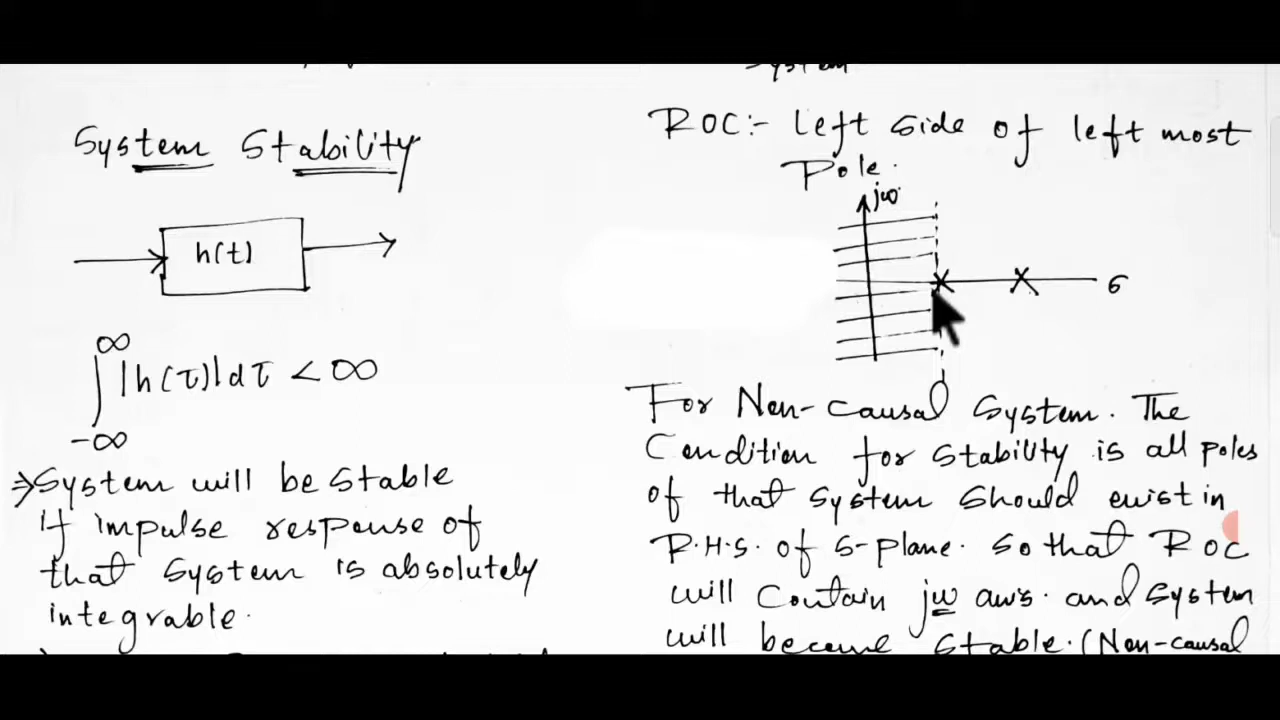 System Stability
h(t)
∞
∫ |h(τ)| dτ < ∞
-∞
⇒ System will be Stable
if impulse response of
that System is absolutely
integrable.
System
ROC:- Left Side of left most
Pole.
jω
σ
For Non-Causal System. The
Condition for Stability is all poles
of that System Should exist in
R.H.S. of S-plane. So that ROC
will Contain jω axis. and System
will become Stable. (Non-causal